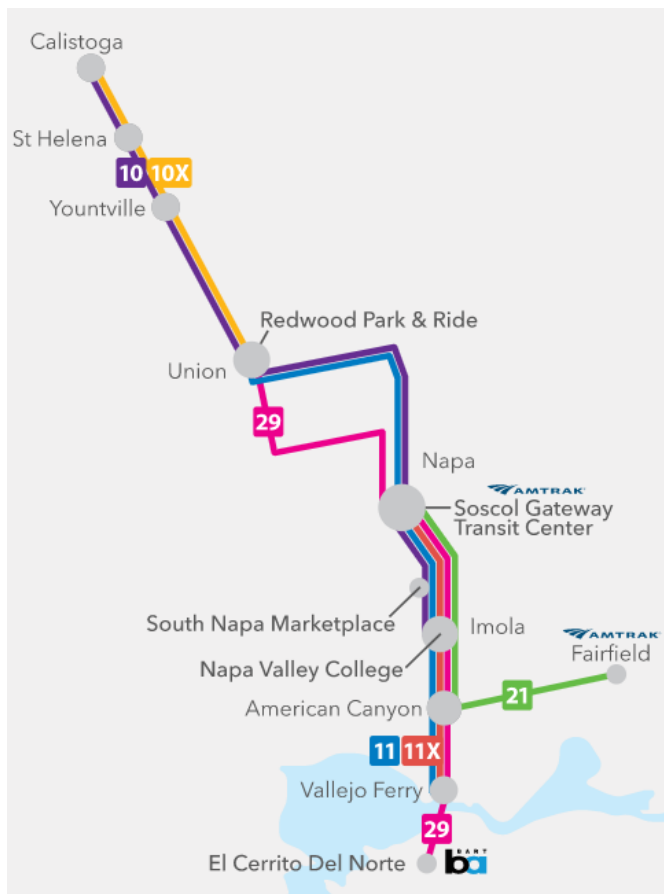 Calistoga
St Helena
10 10X
Yountville
Redwood Park & Ride
Union
29
Napa
AMTRAK
Soscol Gateway
Transit Center
South Napa Marketplace
Imola
AMTRAK
Napa Valley College
Fairfield
21
American Canyon
11 11X
Vallejo Ferry
29
El Cerrito Del Norte
BART
ba